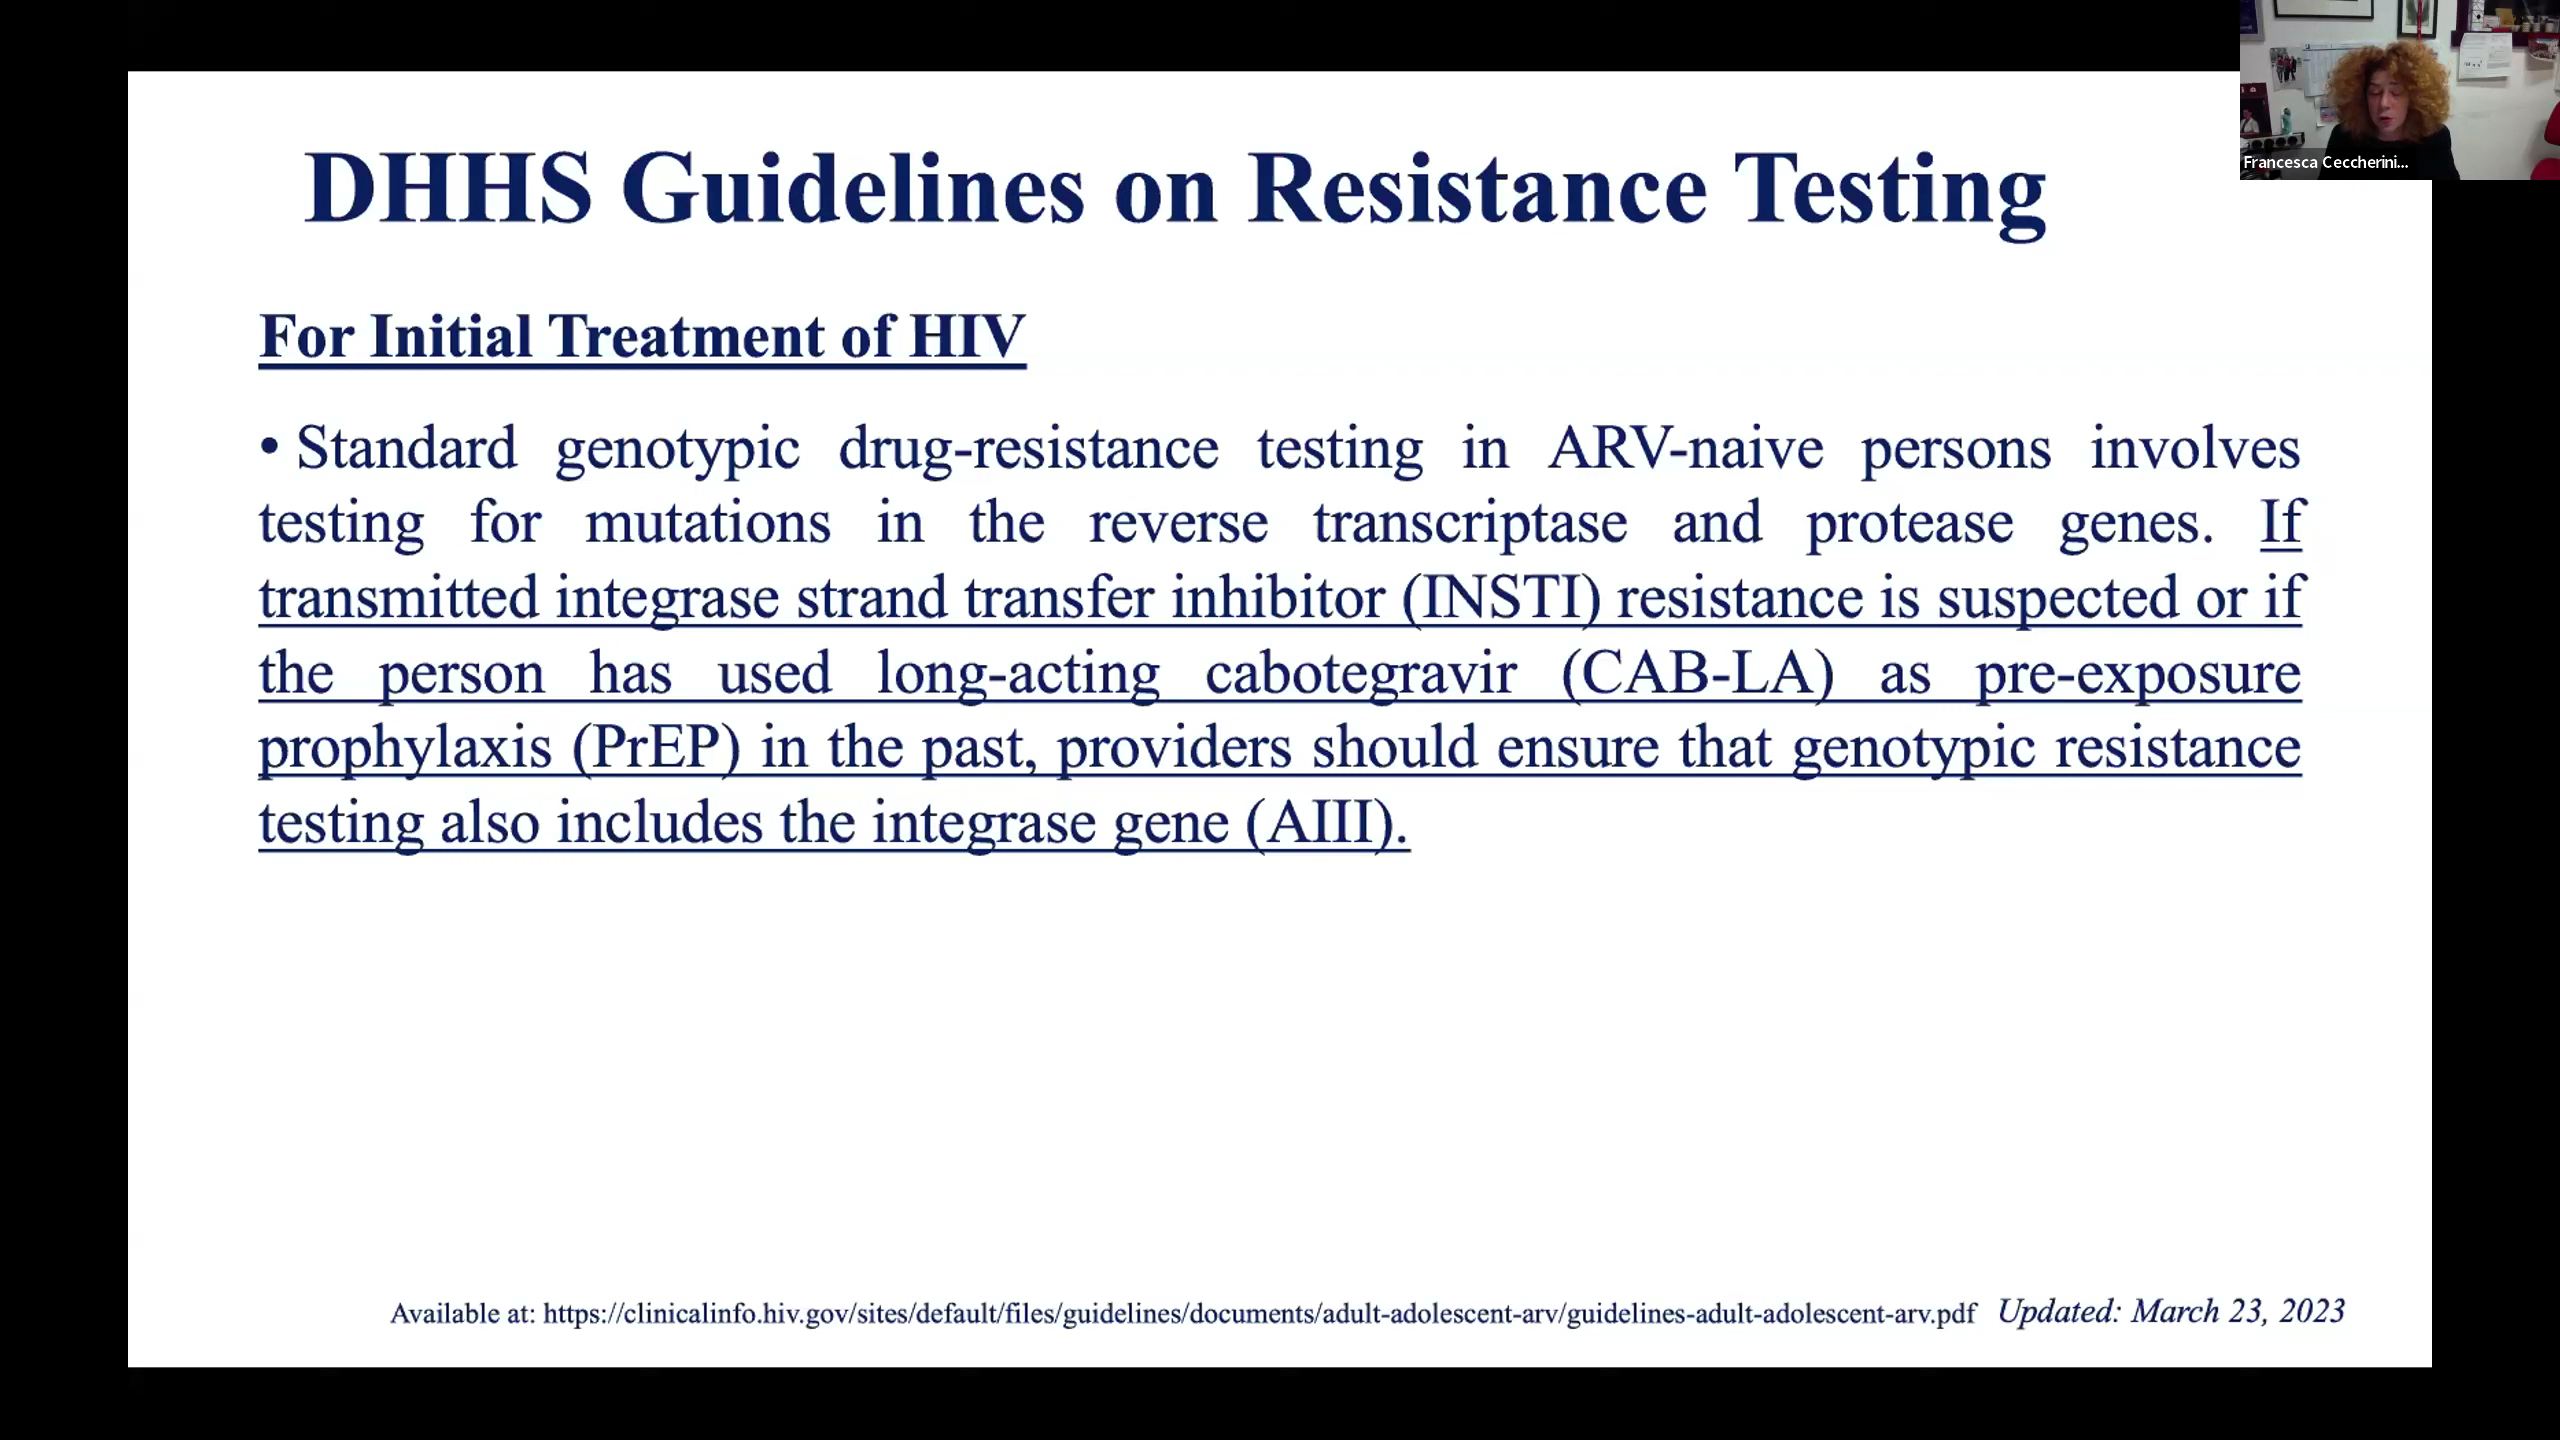 DHHS Guidelines on Resistance Testing
Francesca Ceccherini...
For Initial Treatment of HIV
• Standard genotypic drug-resistance testing in ARV-naive persons involves
testing for mutations in the reverse transcriptase and protease genes. If
transmitted integrase strand transfer inhibitor (INSTI) resistance is suspected or if
the person has used long-acting cabotegravir (CAB-LA) as pre-exposure
prophylaxis (PrEP) in the past, providers should ensure that genotypic resistance
testing also includes the integrase gene (AIII).
Available at: https://clinicalinfo.hiv.gov/sites/default/files/guidelines/documents/adult-adolescent-arv/guidelines-adult-adolescent-arv.pdf Updated: March 23, 2023